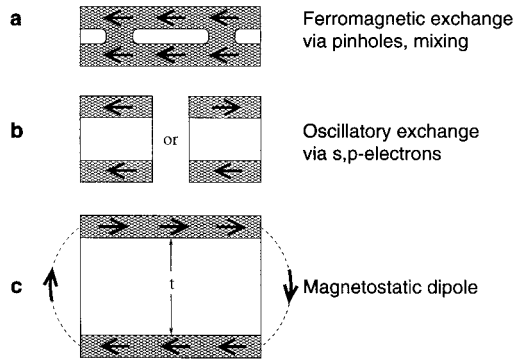 a
Ferromagnetic exchange
via pinholes, mixing
b
or
Oscillatory exchange
via s,p-electrons
c
t
Magnetostatic dipole